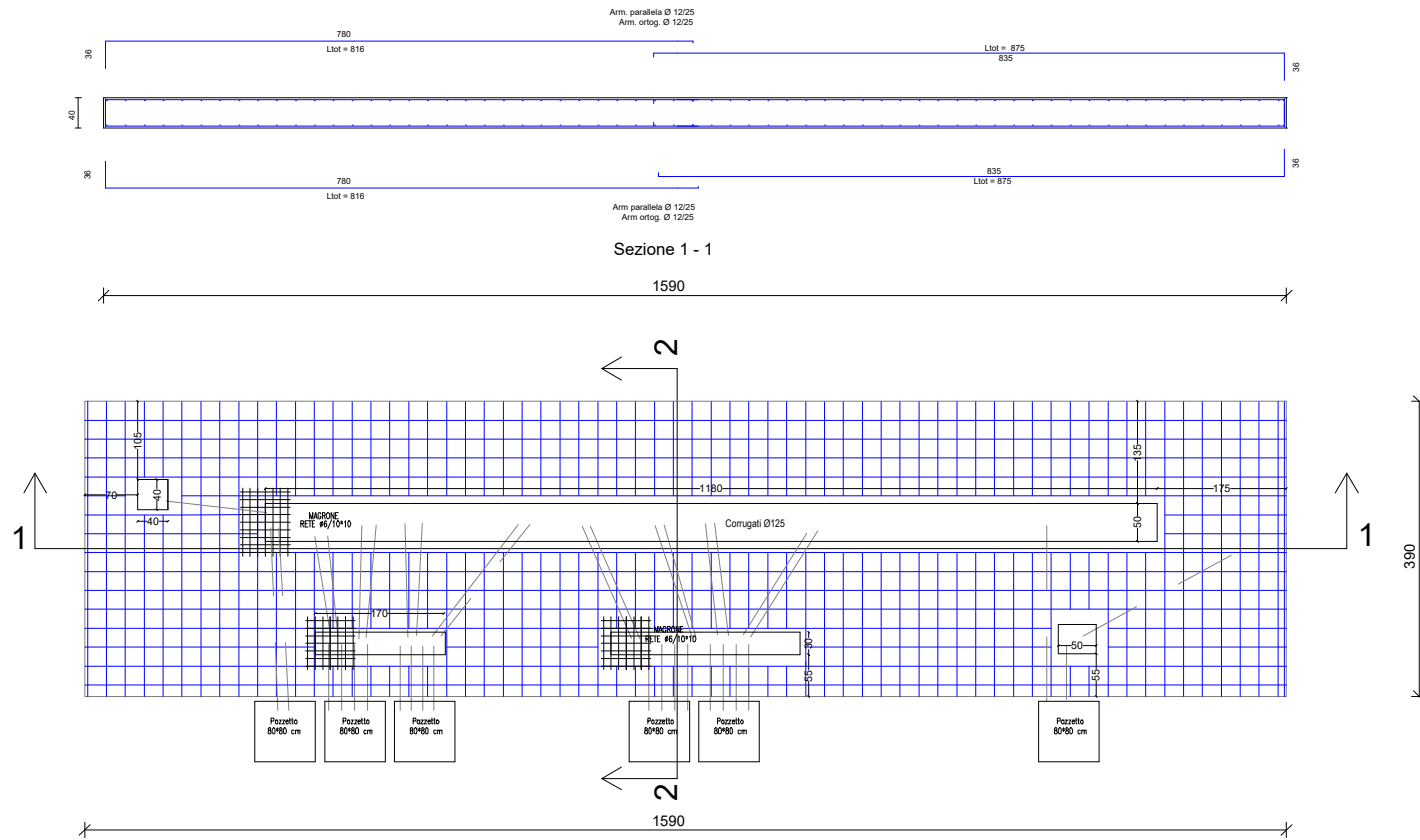 Arm. parallela Ø 12/25
Arm. ortog. Ø 12/25
780
Ltot = 816
36
Ltot = 875
835
36
40
36
780
Ltot = 816
835
Ltot = 875
36
Arm parallela Ø 12/25
Arm ortog. Ø 12/25
Sezione 1 - 1
1590
2
105
135
70
40
40
1180
175
MAGRONE
RETE ø6/10*10
Corrugati Ø125
50
1
1
390
170
MAGRONE
RETE ø6/10*10
30
55
50
55
Pozzetto
80*80 cm
Pozzetto
80*80 cm
Pozzetto
80*80 cm
Pozzetto
80*80 cm
Pozzetto
80*80 cm
Pozzetto
80*80 cm
2
1590